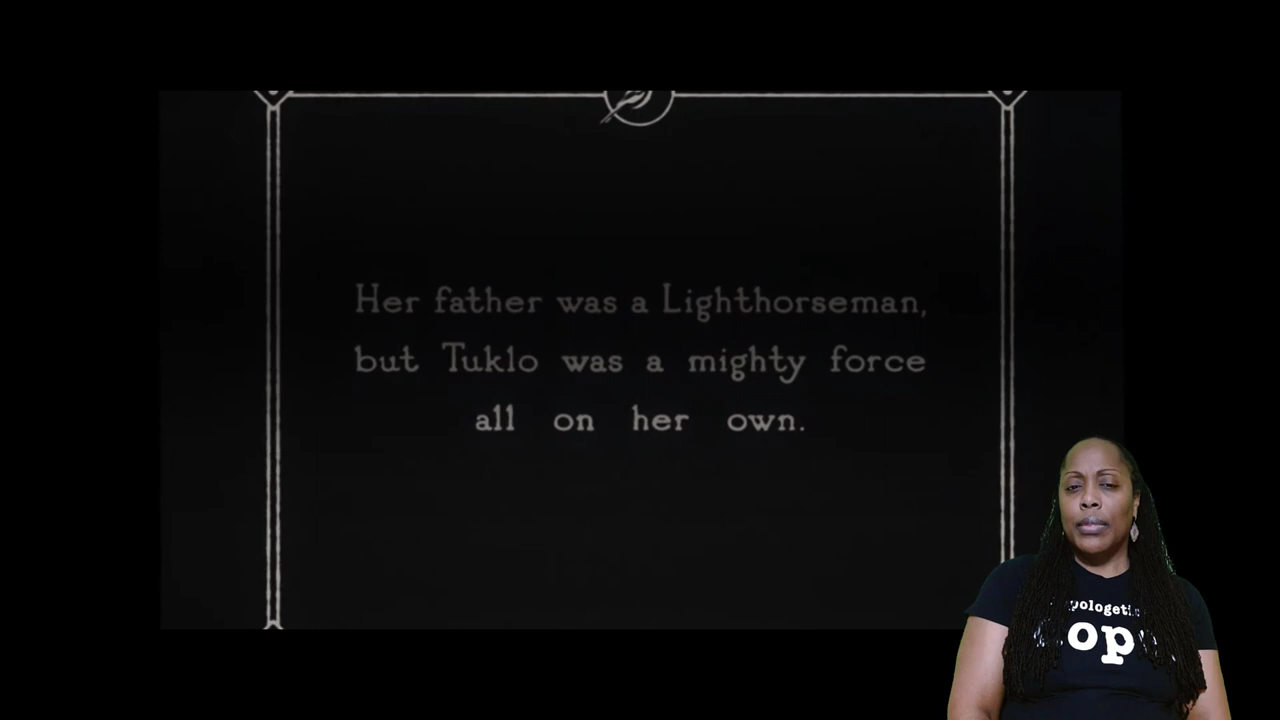 Her father was a Lighthorseman,
but Tuklo was a mighty force
all on her own.